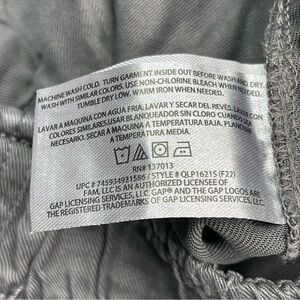 MACHINE WASH COLD. TURN GARMENT INSIDE OUT BEFORE WASH AND DRY.
WASH WITH SIMILAR COLORS. USE NON-CHLORINE BLEACH WHEN NEEDED.
TUMBLE DRY LOW. WARM IRON WHEN NEEDED.
LAVAR A MAQUINA CON AGUA FRIA. LAVAR Y SECAR DEL REVÉS. LAVAR CON
COLORES SIMILARES.USAR BLANQUEADOR SIN CLORO CUANDO SEA
NECESARIO. SECAR A MAQUINA A TEMPERATURA BAJA. PLANCHAR
A TEMPERATURA MEDIA.
RN# 137013
UPC # 745934931586 / STYLE # QLP1621S (F22)
F&M, LLC IS AN AUTHORIZED LICENSEE OF
GAP LICENSING SERVICES, LLC. GAP® AND THE GAP LOGOS ARE
THE REGISTERED TRADEMARKS OF GAP LICENSING SERVICES, LLC.